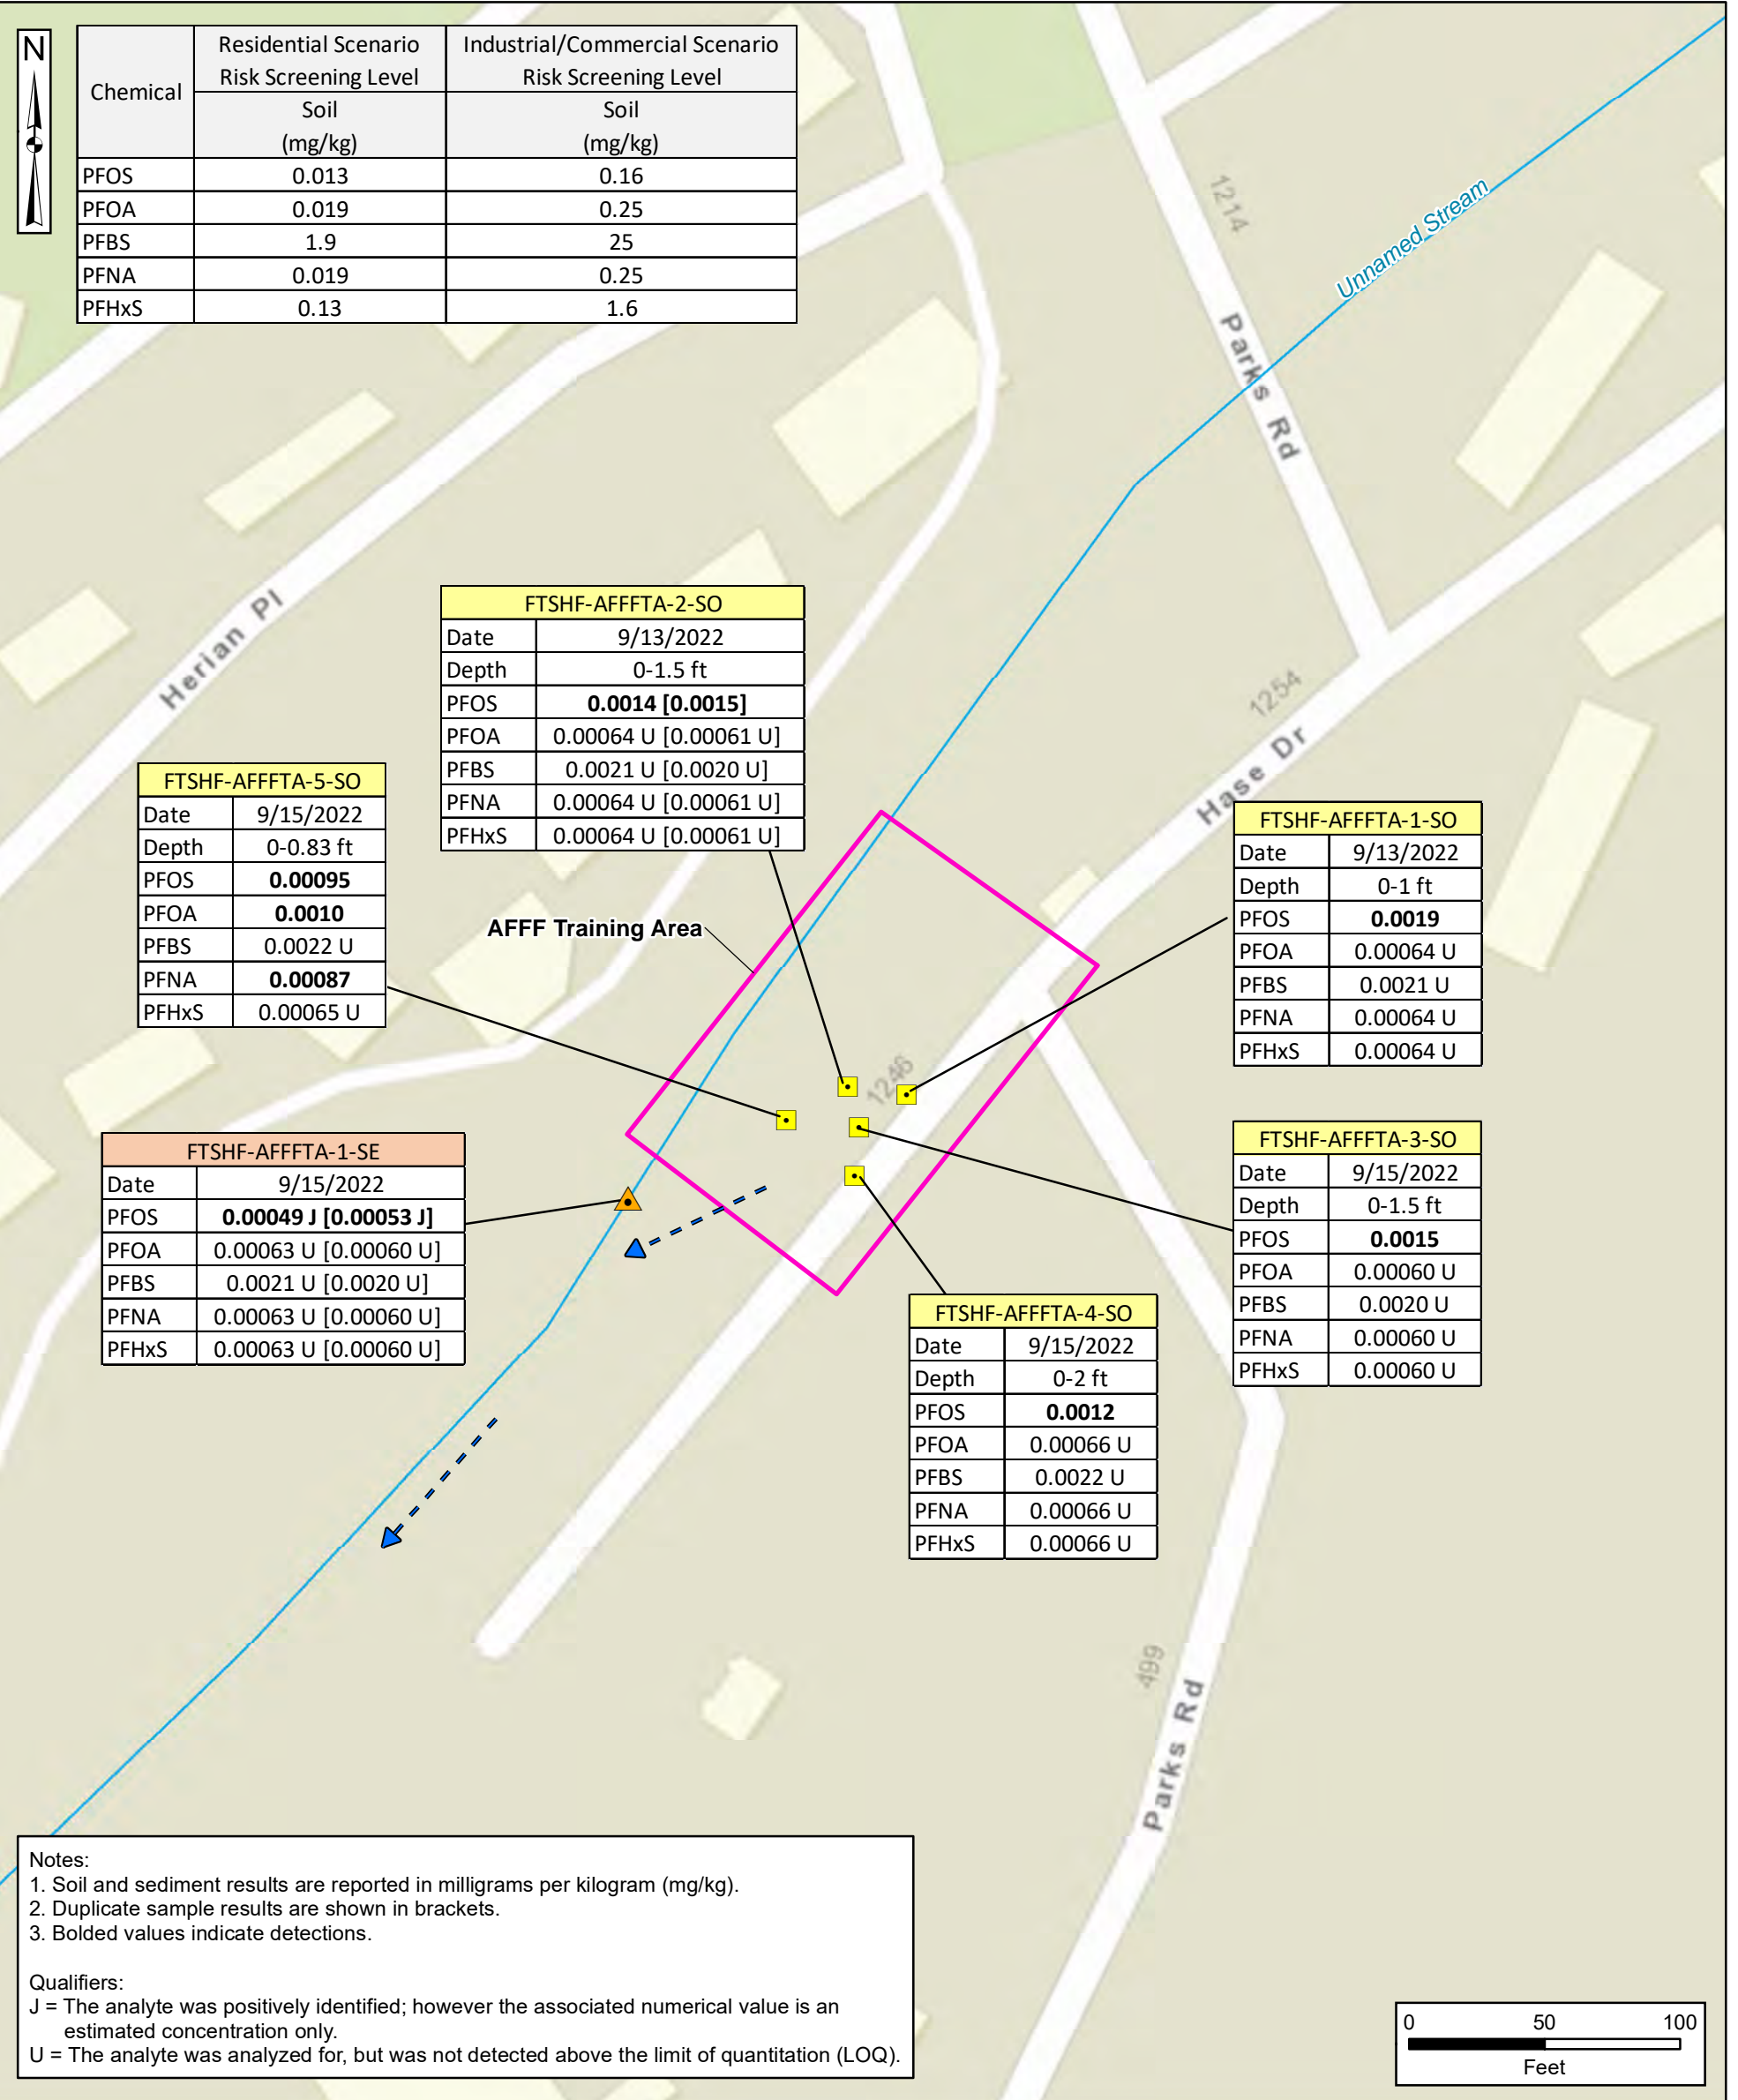 N
Chemical Residential Scenario Risk Screening Level Industrial/Commercial Scenario Risk Screening Level
Soil (mg/kg) Soil (mg/kg)
PFOS 0.013 0.16
PFOA 0.019 0.25
PFBS 1.9 25
PFNA 0.019 0.25
PFHxS 0.13 1.6
1214
Unnamed Stream
Parks Rd
Herian Pl
1254
Hase Dr
FTSHF-AFFFTA-2-SO
Date 9/13/2022
Depth 0-1.5 ft
PFOS 0.0014 [0.0015]
PFOA 0.00064 U [0.00061 U]
PFBS 0.0021 U [0.0020 U]
PFNA 0.00064 U [0.00061 U]
PFHxS 0.00064 U [0.00061 U]
FTSHF-AFFFTA-5-SO
Date 9/15/2022
Depth 0-0.83 ft
PFOS 0.00095
PFOA 0.0010
PFBS 0.0022 U
PFNA 0.00087
PFHxS 0.00065 U
AFFF Training Area
FTSHF-AFFFTA-1-SO
Date 9/13/2022
Depth 0-1 ft
PFOS 0.0019
PFOA 0.00064 U
PFBS 0.0021 U
PFNA 0.00064 U
PFHxS 0.00064 U
1246
FTSHF-AFFFTA-1-SE
Date 9/15/2022
PFOS 0.00049 J [0.00053 J]
PFOA 0.00063 U [0.00060 U]
PFBS 0.0021 U [0.0020 U]
PFNA 0.00063 U [0.00060 U]
PFHxS 0.00063 U [0.00060 U]
FTSHF-AFFFTA-3-SO
Date 9/15/2022
Depth 0-1.5 ft
PFOS 0.0015
PFOA 0.00060 U
PFBS 0.0020 U
PFNA 0.00060 U
PFHxS 0.00060 U
FTSHF-AFFFTA-4-SO
Date 9/15/2022
Depth 0-2 ft
PFOS 0.0012
PFOA 0.00066 U
PFBS 0.0022 U
PFNA 0.00066 U
PFHxS 0.00066 U
499
Parks Rd
Notes:
1. Soil and sediment results are reported in milligrams per kilogram (mg/kg).
2. Duplicate sample results are shown in brackets.
3. Bolded values indicate detections.
Qualifiers:
J = The analyte was positively identified; however the associated numerical value is an
estimated concentration only.
U = The analyte was analyzed for, but was not detected above the limit of quantitation (LOQ).
0 50 100
Feet